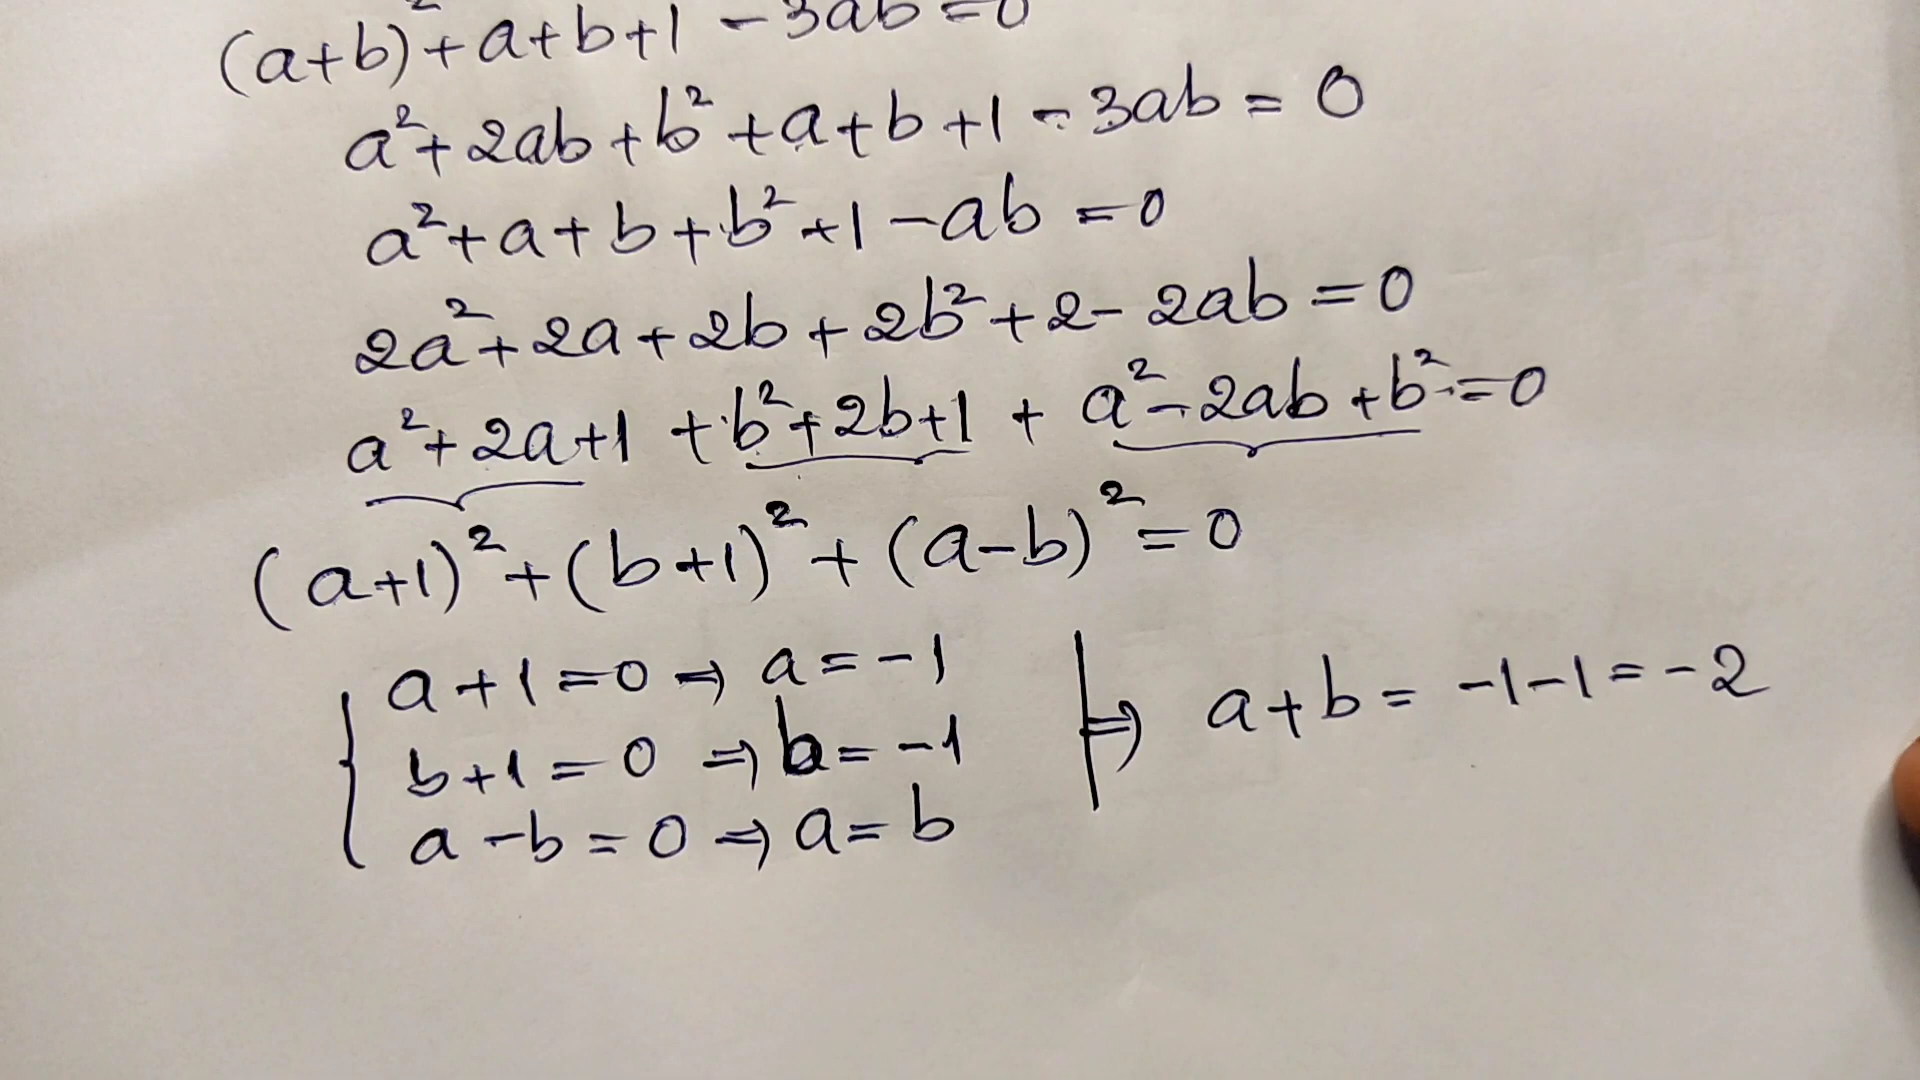 (a+b)²+a+b+1-3ab=0
a²+2ab+b²+a+b+1-3ab=0
a²+a+b+b²+1-ab=0
2a²+2a+2b+2b²+2-2ab=0
a²+2a+1+b²+2b+1+a²-2ab+b²=0
(a+1)²+(b+1)²+(a-b)²=0
a+1=0⇒a=-1
b+1=0⇒b=-1
a-b=0⇒a=b
⇒ a+b=-1-1=-2